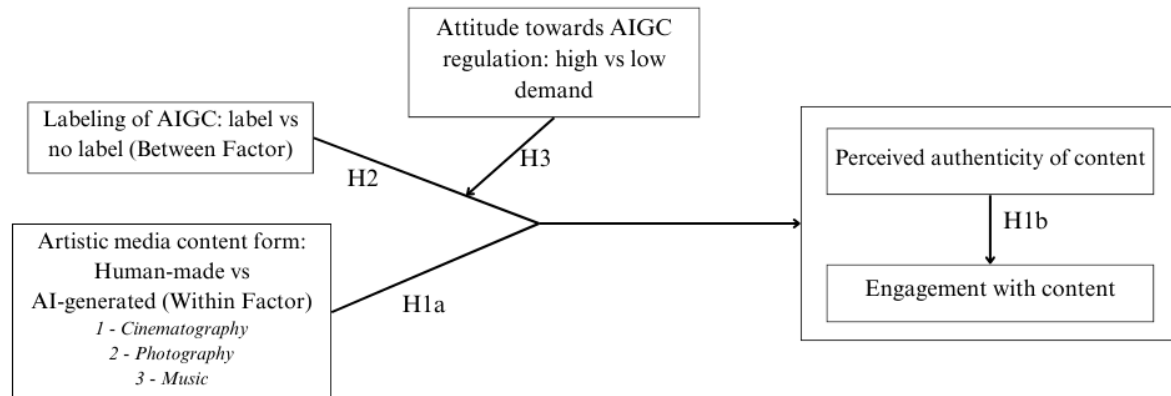 Attitude towards AIGC
regulation: high vs low
demand
Labeling of AIGC: label vs
no label (Between Factor)
H2
H3
Perceived authenticity of content
H1b
Engagement with content
Artistic media content form:
Human-made vs
AI-generated (Within Factor)
1 - Cinematography
2 - Photography
3 - Music
H1a